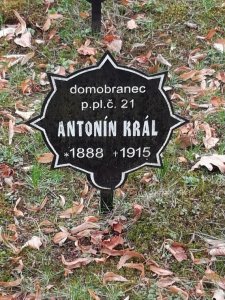 domobranec
p.pl.č. 21
ANTONÍN KRÁL
*1888 +1915